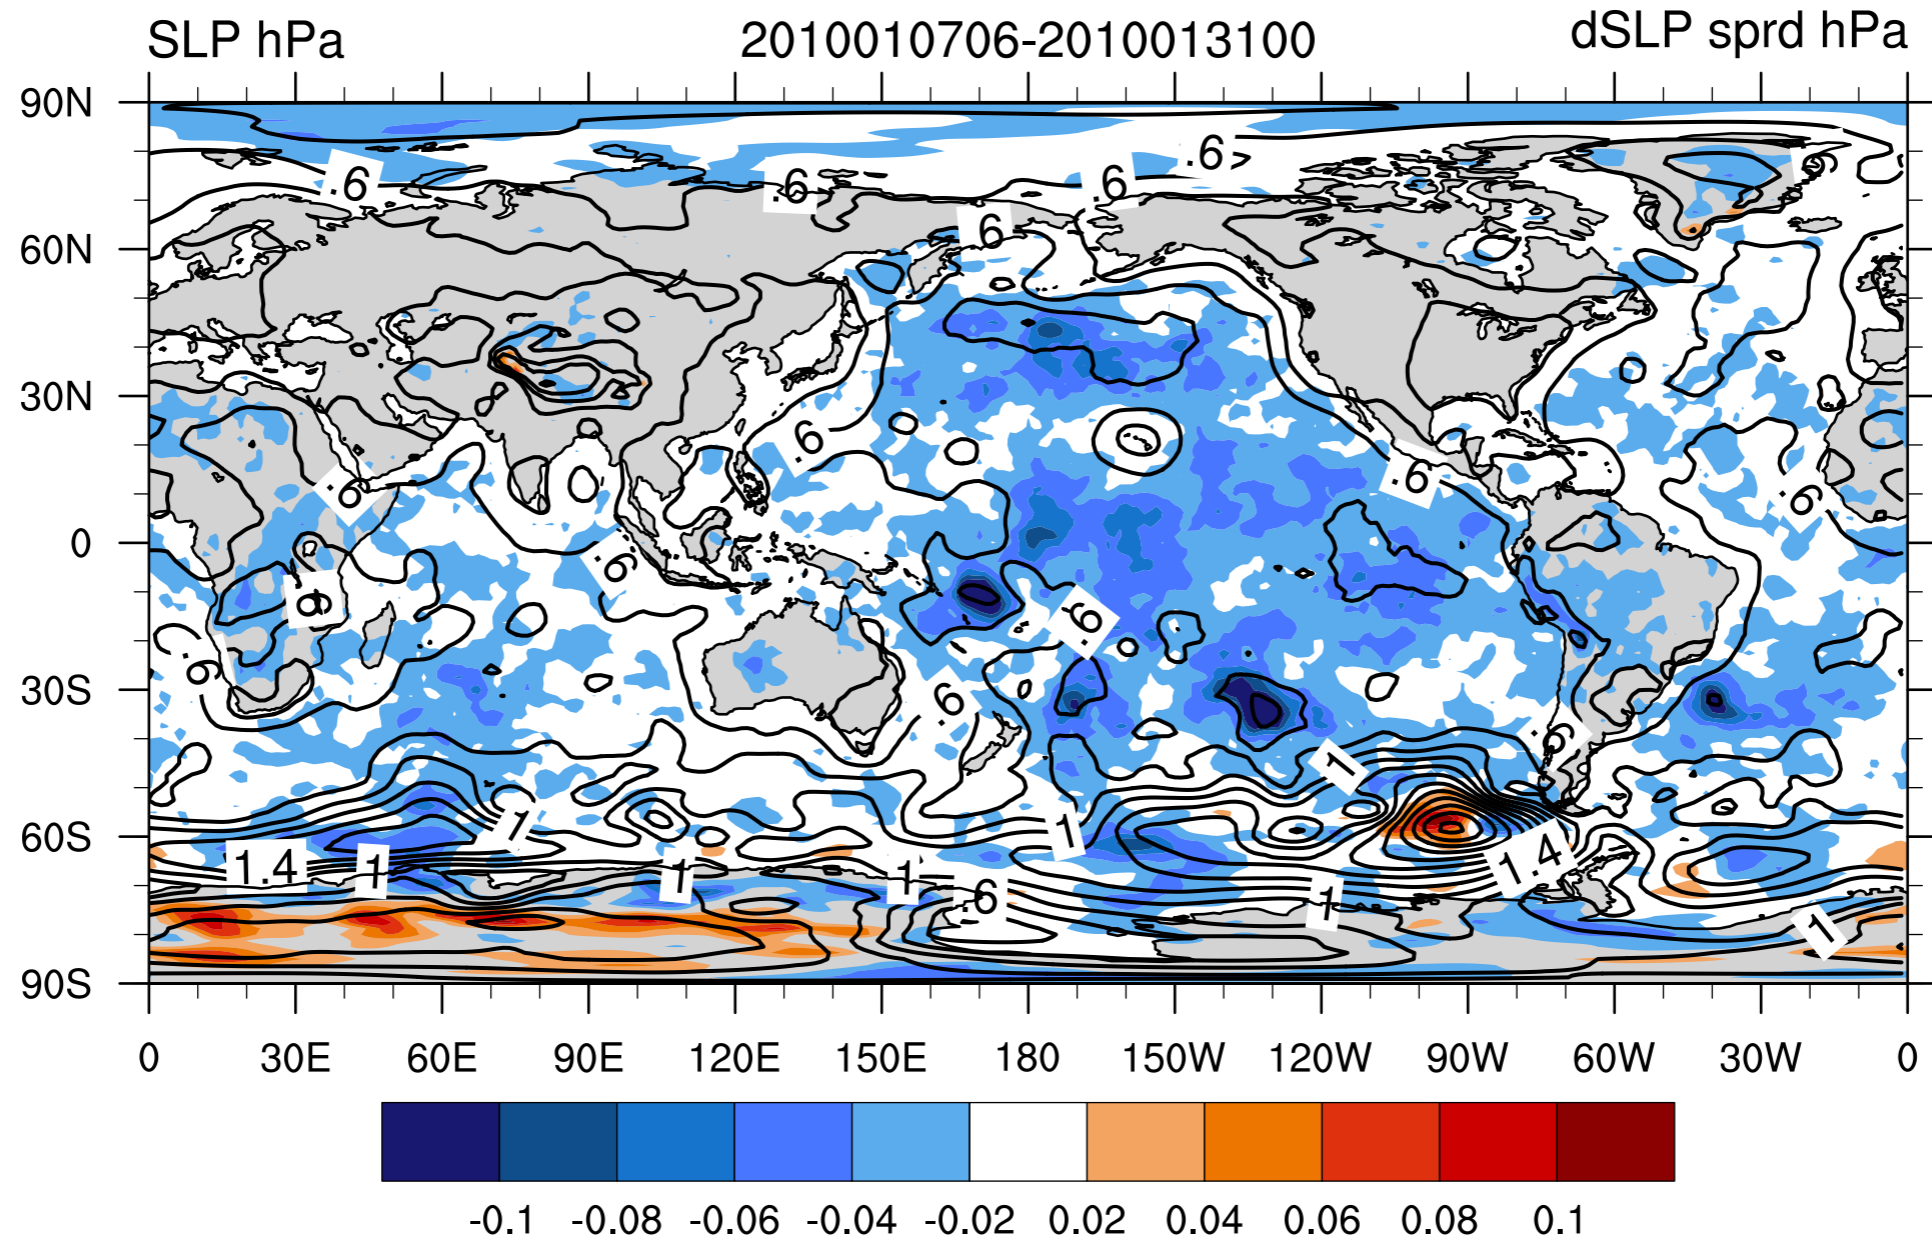 SLP hPa 2010010706-2010013100 dSLP sprd hPa
90N
.6 .6 .6 .6 .6
60N .6
30N
.6 .6 .6 .6
0
.6 .6 .6
30S .6 .6 .6
1
60S 1 1 1.4
1.4 1 1 1 .6 1 1
90S
0 30E 60E 90E 120E 150E 180 150W 120W 90W 60W 30W 0
-0.1 -0.08 -0.06 -0.04 -0.02 0.02 0.04 0.06 0.08 0.1